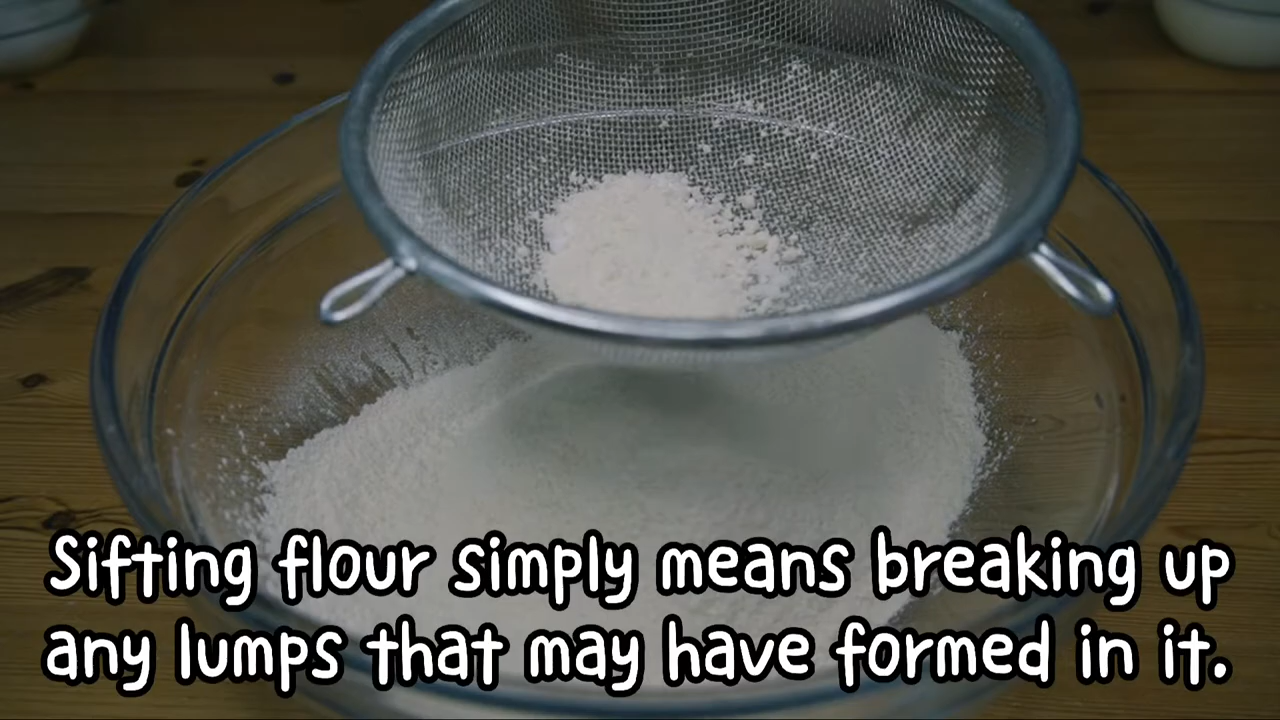 Sifting flour simply means breaking up
any lumps that may have formed in it.